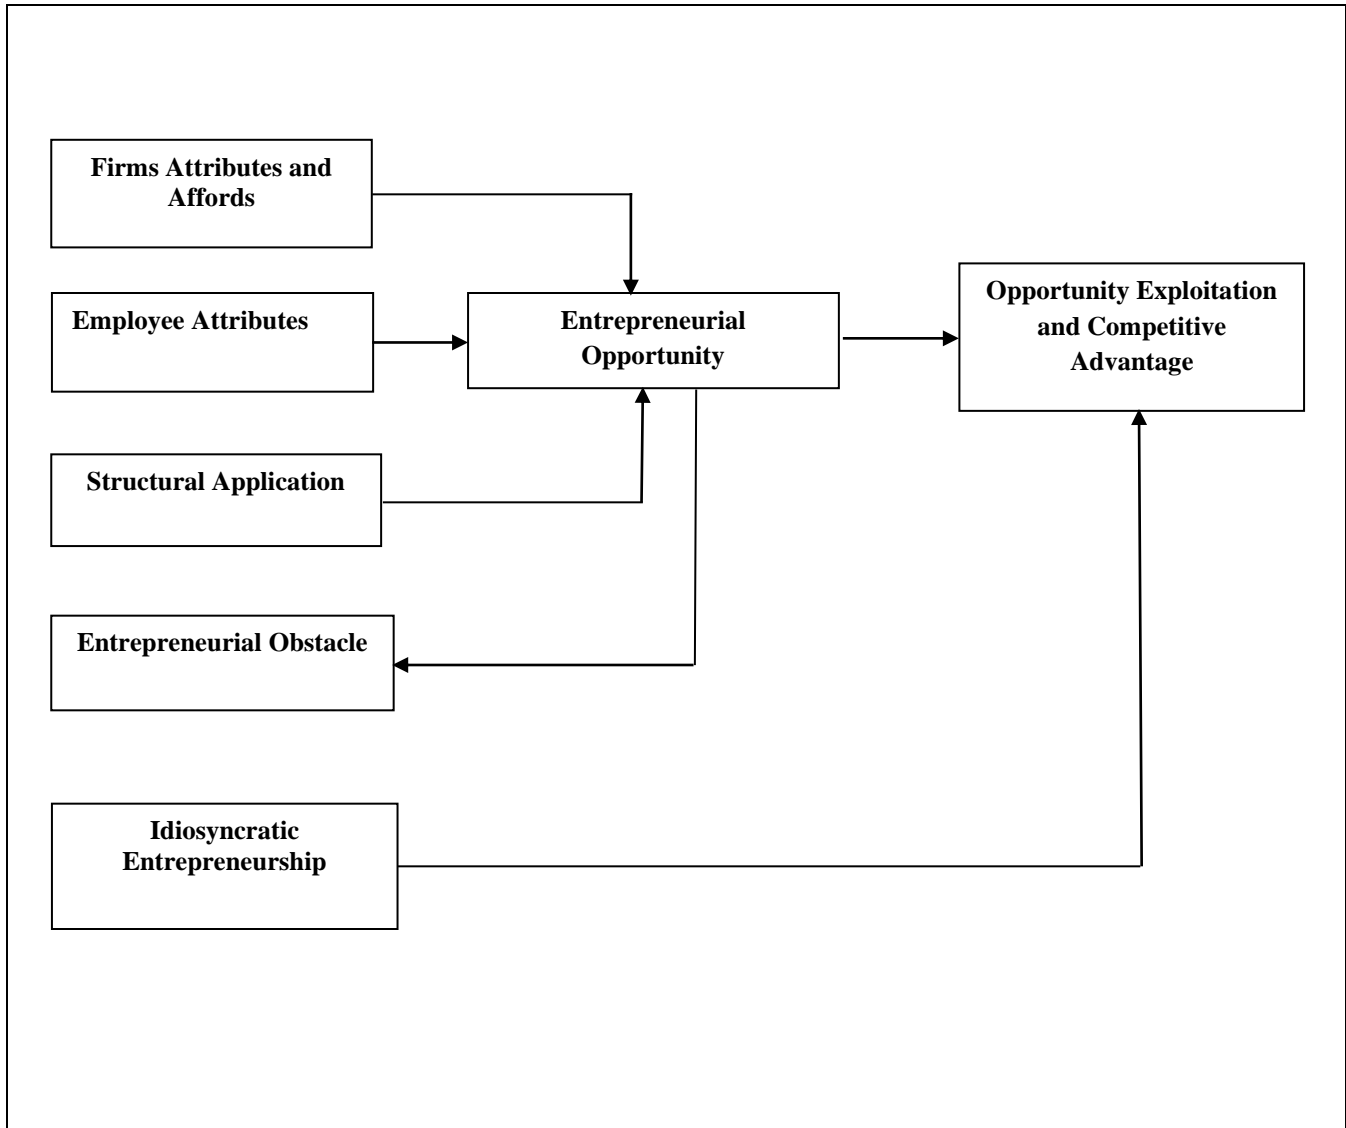 Firms Attributes and
Affords
Employee Attributes
Entrepreneurial
Opportunity
Opportunity Exploitation
and Competitive
Advantage
Structural Application
Entrepreneurial Obstacle
Idiosyncratic
Entrepreneurship